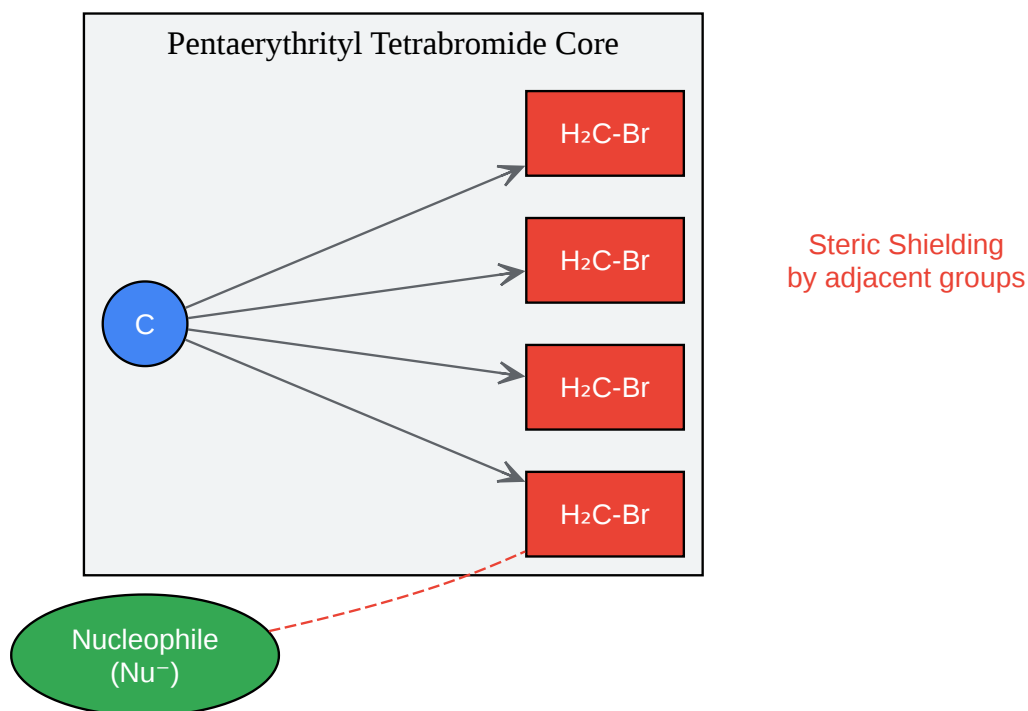 Pentaerythrityl Tetrabromide Core
H₂C-Br
H₂C-Br
Steric Shielding
by adjacent groups
C
H₂C-Br
H₂C-Br
Nucleophile
(Nu⁻)